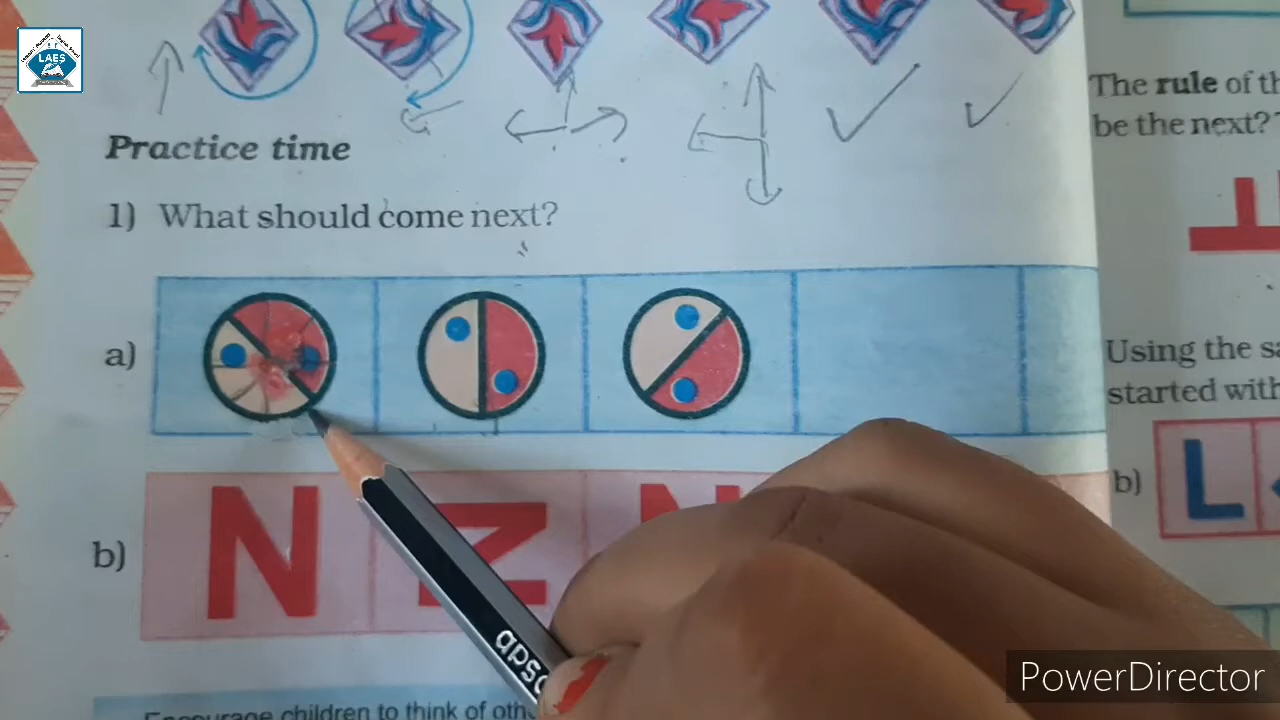 LAES
The rule of th
be the next?
Practice time
1) What should come next?
a)
Using the sa
started with
b) L
b) N Z N
apsa
Encourage children to think of oth
PowerDirector